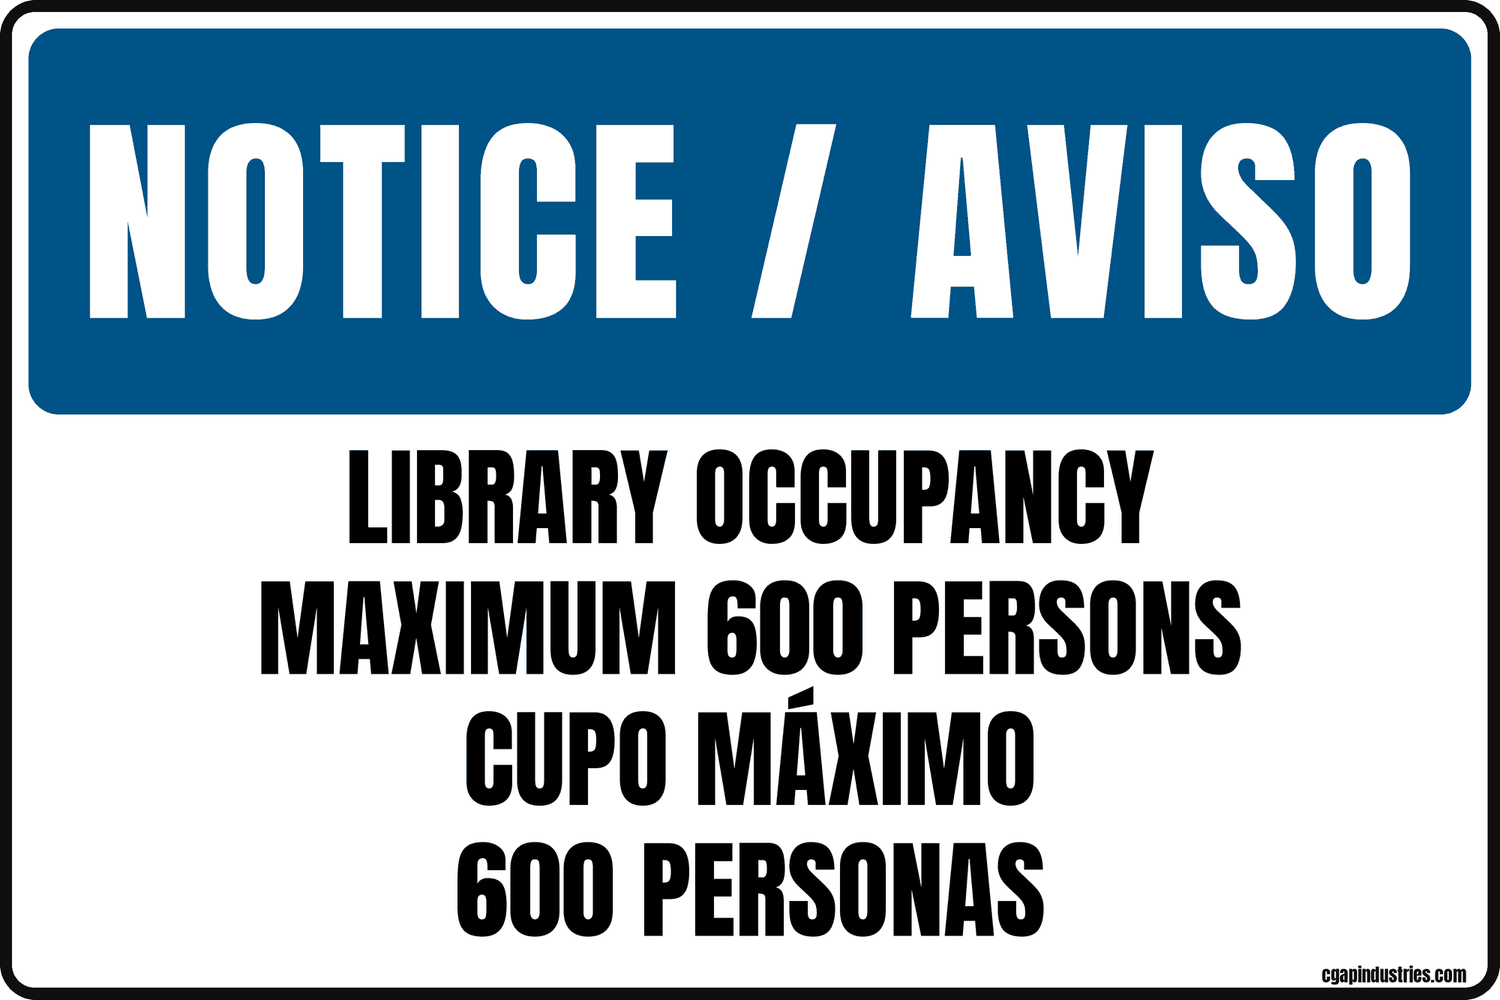 NOTICE / AVISO
LIBRARY OCCUPANCY
MAXIMUM 600 PERSONS
CUPO MÁXIMO
600 PERSONAS
cgapindustries.com